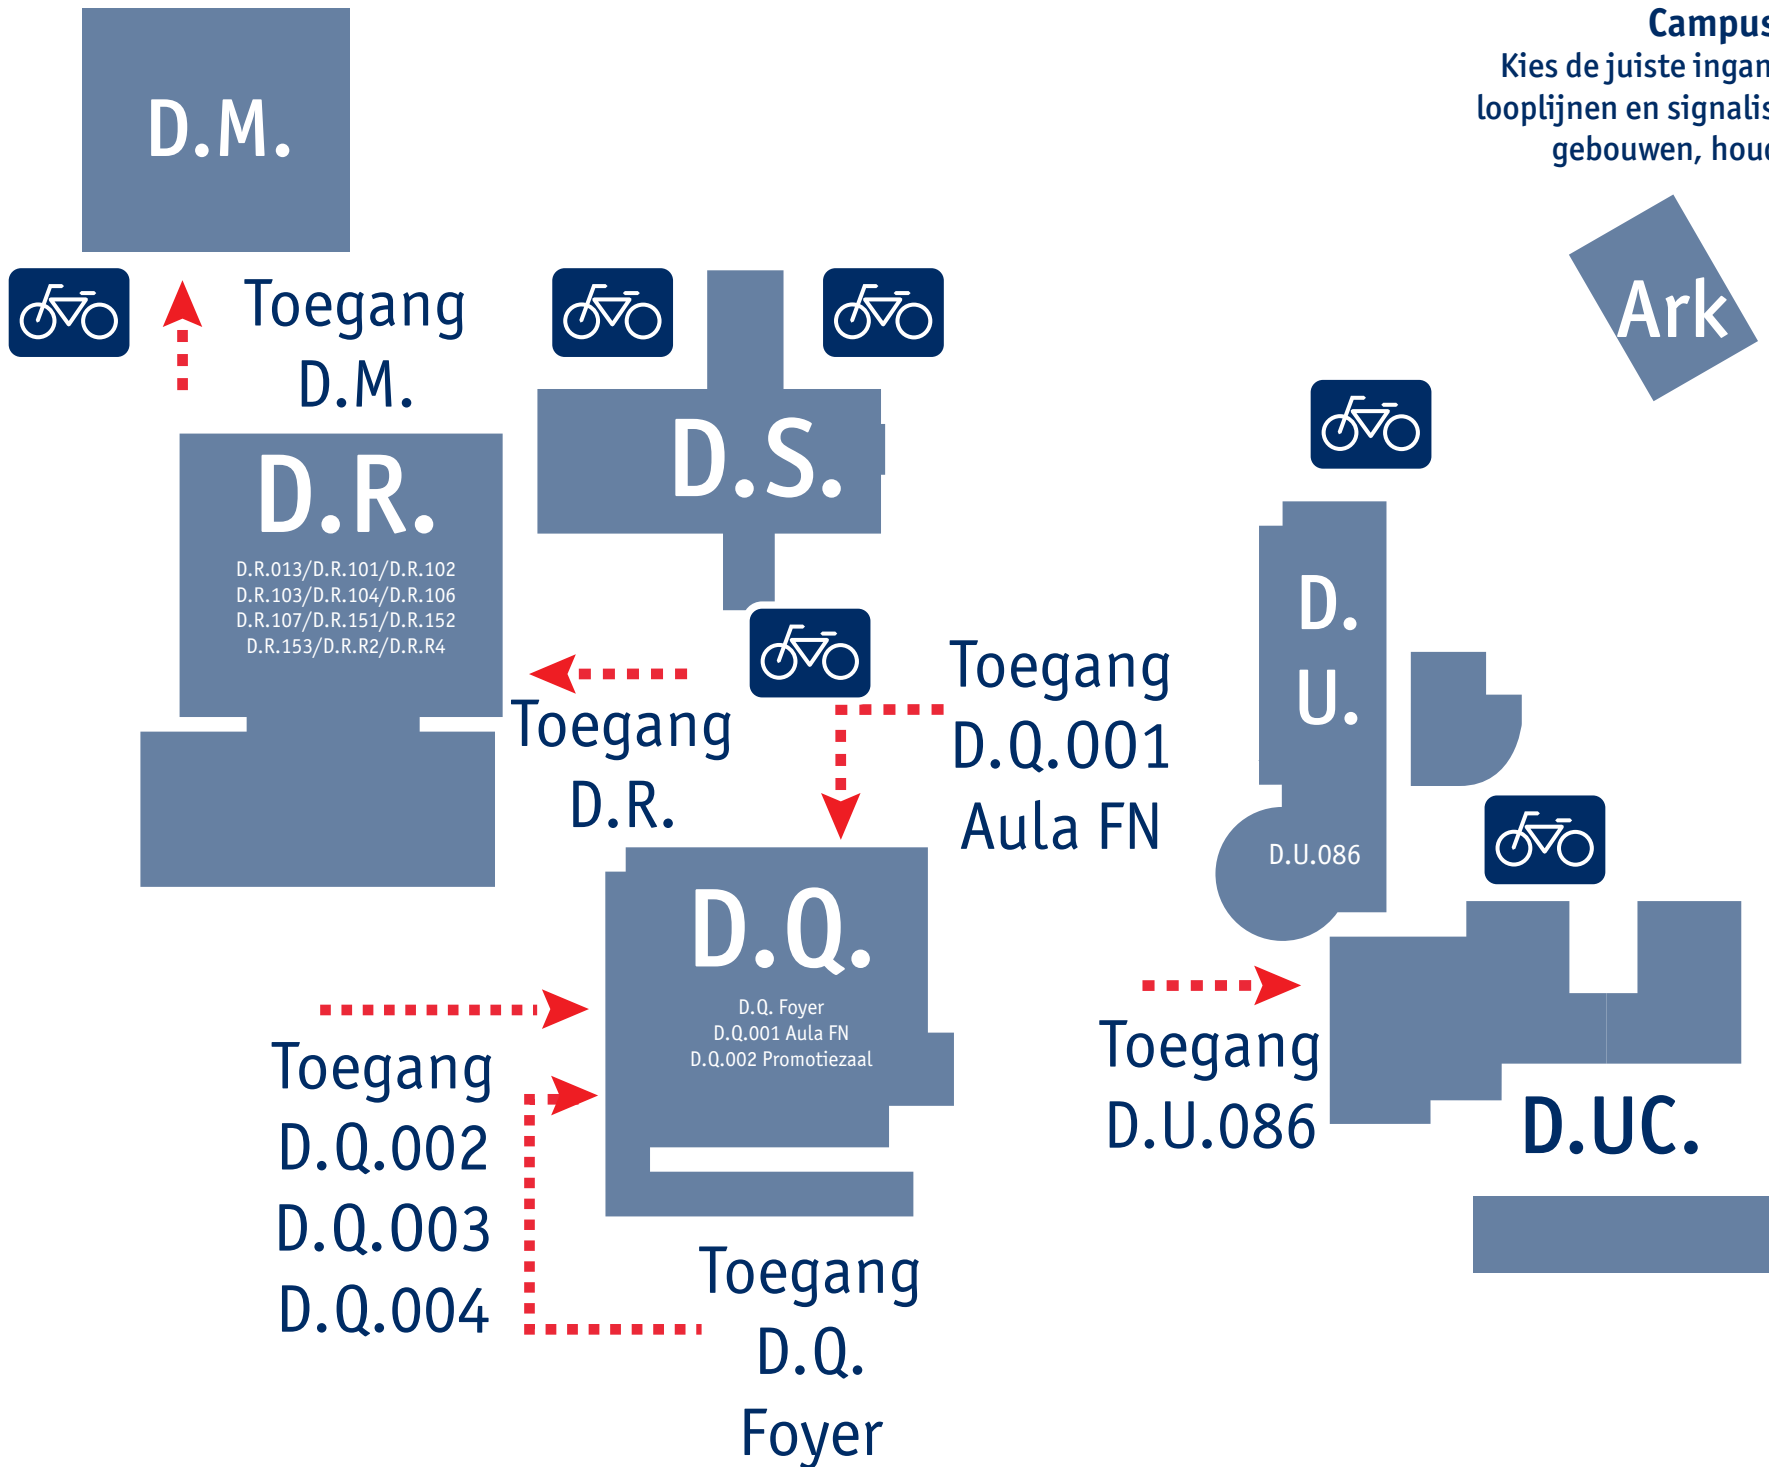 Campus
Kies de juiste ingan
looplijnen en signalis
gebouwen, houd
D.M.
Ark
Toegang
D.M.
D.R.
D.R.013/D.R.101/D.R.102
D.R.103/D.R.104/D.R.106
D.R.107/D.R.151/D.R.152
D.R.153/D.R.R2/D.R.R4
D.S.
D.
U.
D.U.086
Toegang
D.R.
Toegang
D.Q.001
Aula FN
D.Q.
D.Q. Foyer
D.Q.001 Aula FN
D.Q.002 Promotiezaal
Toegang
D.Q.002
D.Q.003
D.Q.004
Toegang
D.U.086
D.UC.
Toegang
D.Q.
Foyer